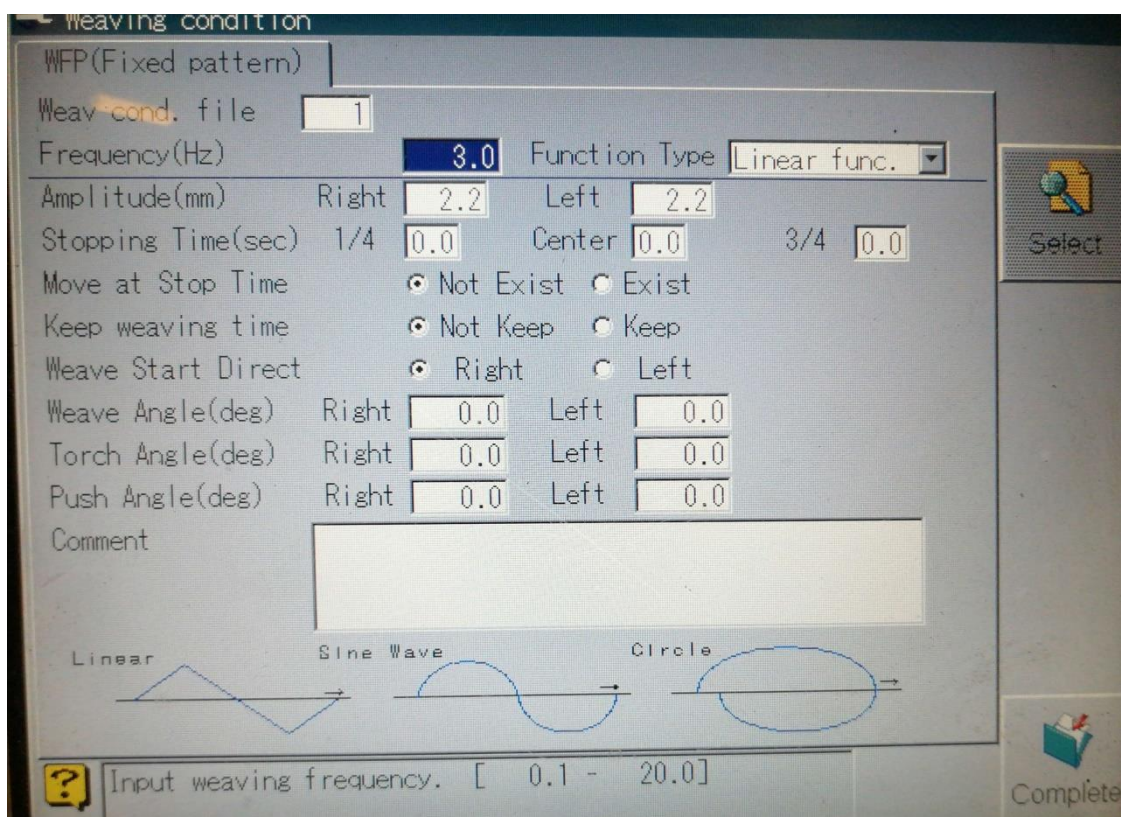 Weaving condition
WFP(Fixed pattern)
Weav cond. file 1
Frequency(Hz) 3.0 Function Type Linear func.
Amplitude(mm) Right 2.2 Left 2.2
Stopping Time(sec) 1/4 0.0 Center 0.0 3/4 0.0
Select
Move at Stop Time Not Exist Exist
Keep weaving time Not Keep Keep
Weave Start Direct Right Left
Weave Angle(deg) Right 0.0 Left 0.0
Torch Angle(deg) Right 0.0 Left 0.0
Push Angle(deg) Right 0.0 Left 0.0
Comment
Linear Sine Wave Circle
? Input weaving frequency. [ 0.1 - 20.0]
Complete